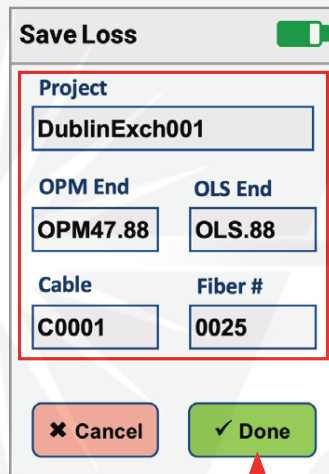 Save Loss
Project
DublinExch001
OPM End OLS End
OPM47.88 OLS.88
Cable Fiber #
C0001 0025
✖ Cancel ✓ Done